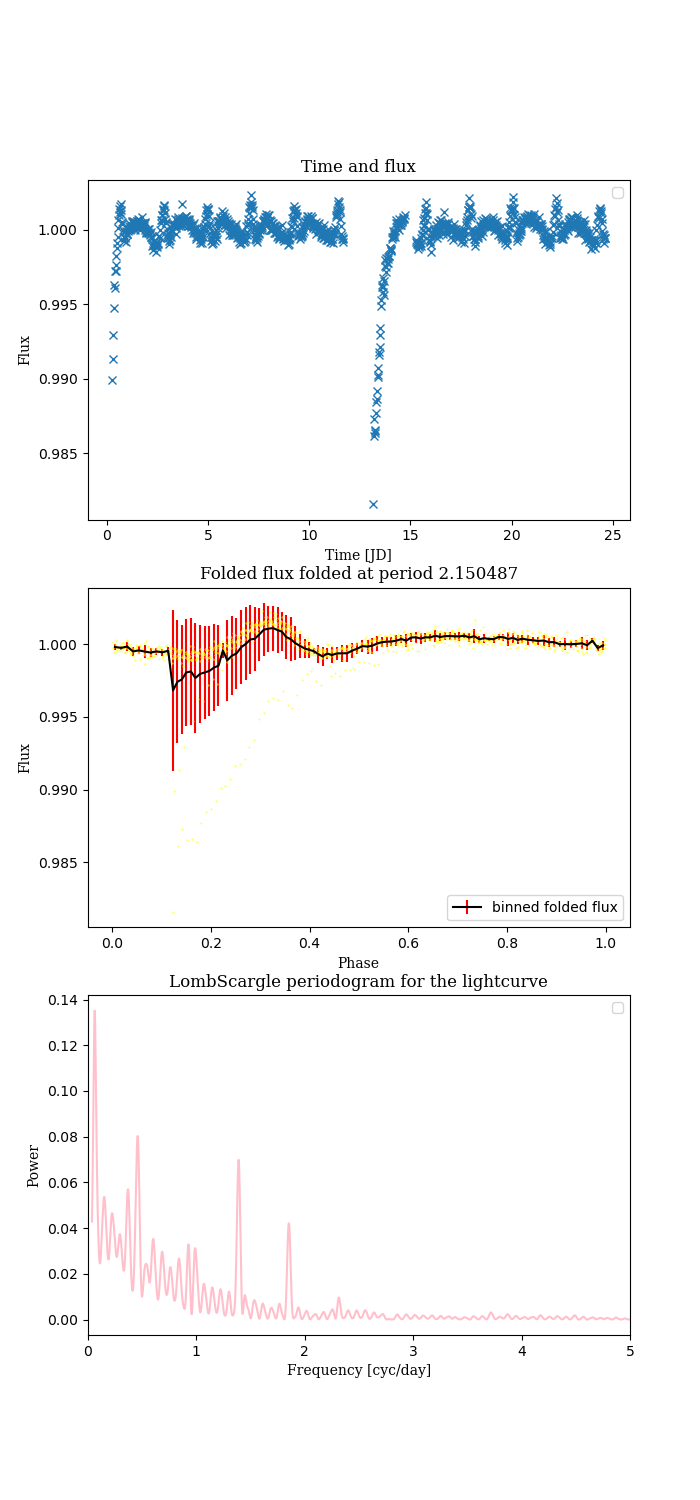 Time and flux
1.000
0.995
0.990
0.985
Flux
0 5 10 15 20 25
Time [JD]
Folded flux folded at period 2.150487
1.000
0.995
0.990
0.985
Flux
binned folded flux
0.0 0.2 0.4 0.6 0.8 1.0
Phase
LombScargle periodogram for the lightcurve
0.14
0.12
0.10
0.08
0.06
0.04
0.02
0.00
Power
0 1 2 3 4 5
Frequency [cyc/day]